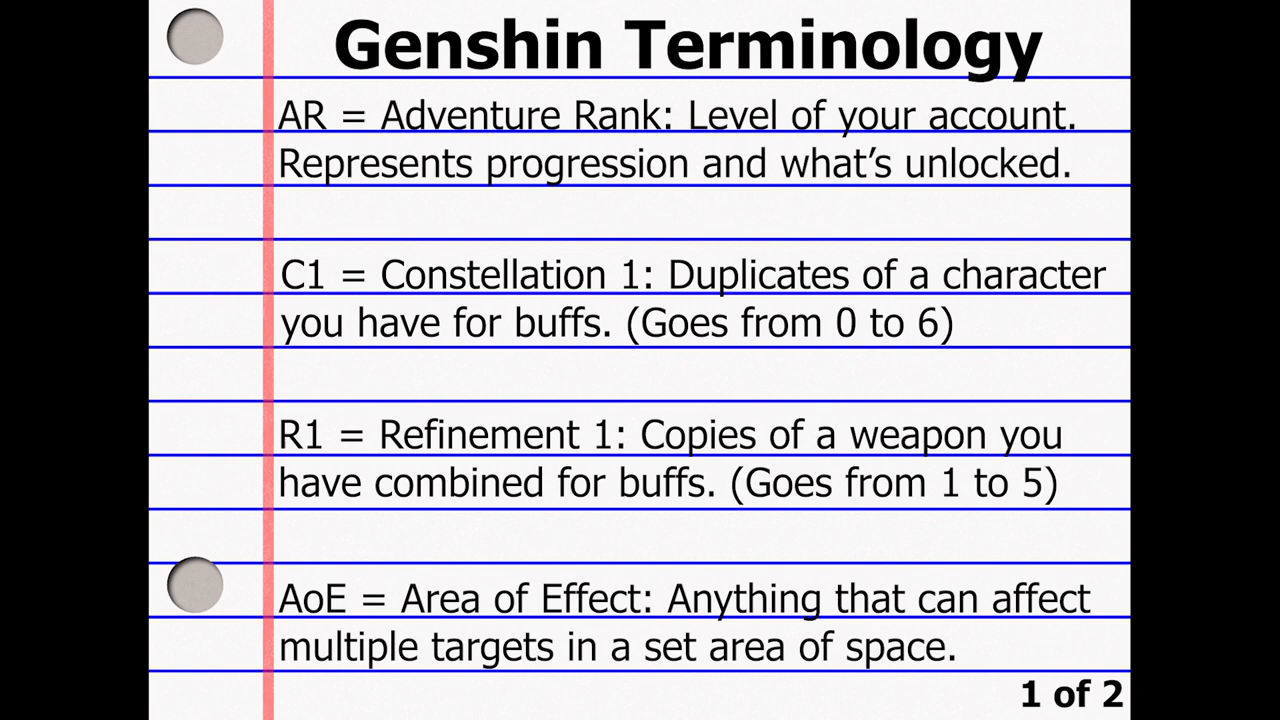 Genshin Terminology
AR = Adventure Rank: Level of your account.
Represents progression and what’s unlocked.
C1 = Constellation 1: Duplicates of a character
you have for buffs. (Goes from 0 to 6)
R1 = Refinement 1: Copies of a weapon you
have combined for buffs. (Goes from 1 to 5)
AoE = Area of Effect: Anything that can affect
multiple targets in a set area of space.
1 of 2